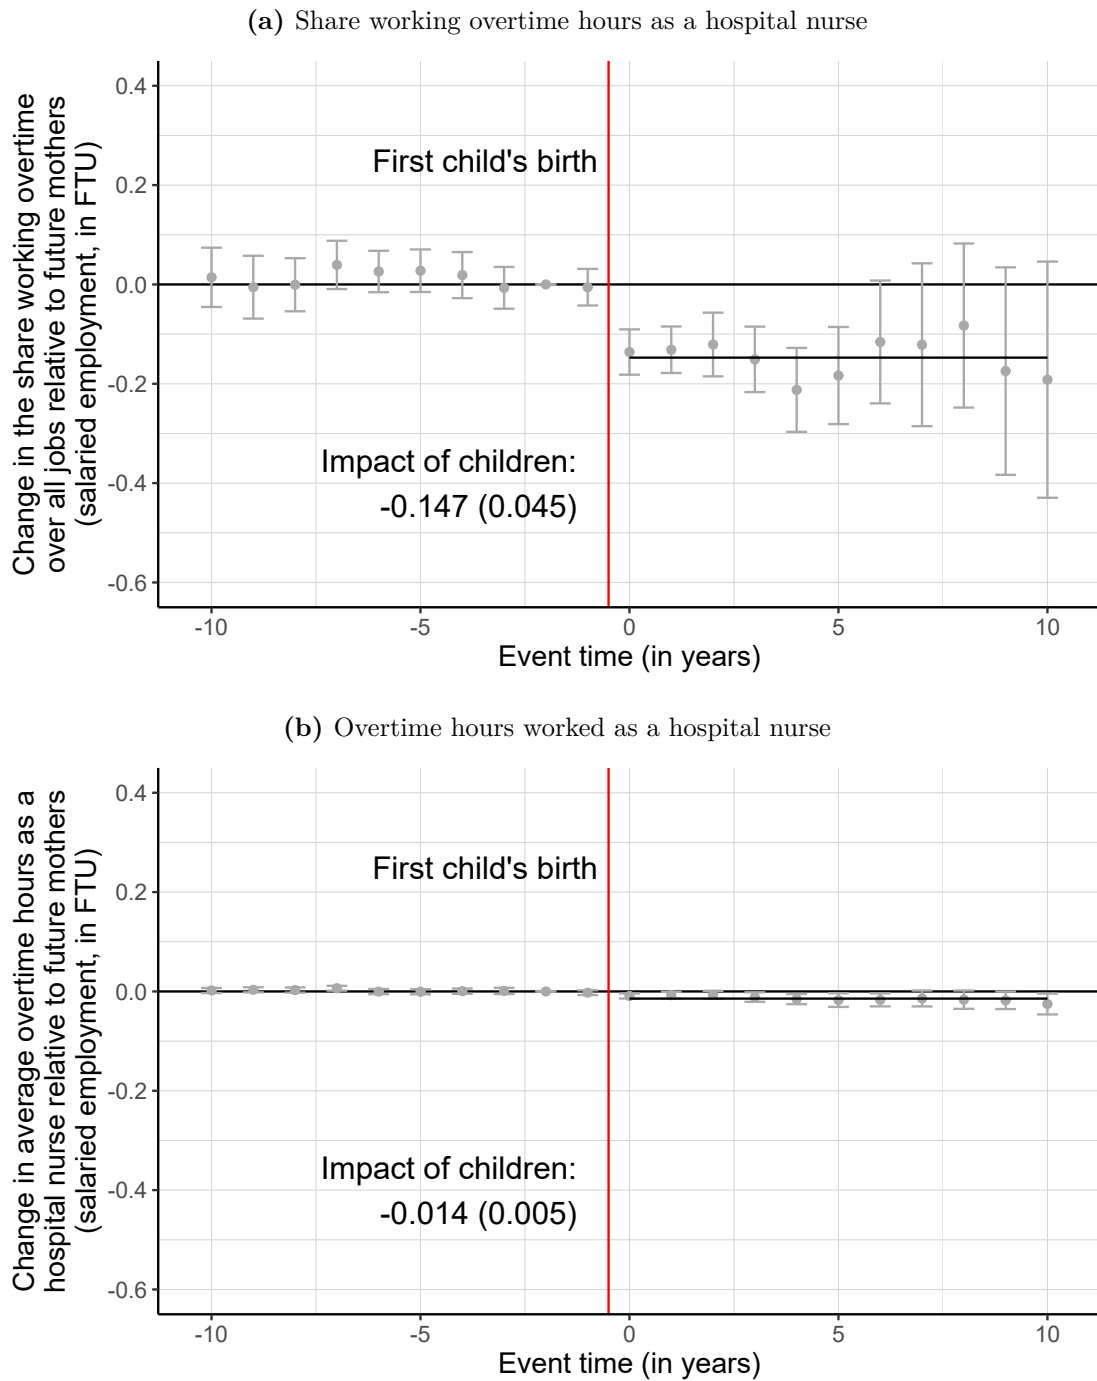 (a) Share working overtime hours as a hospital nurse
Change in the share working overtime
over all jobs relative to future mothers
(salaried employment, in FTU)
0.4
0.2
0.0
-0.2
-0.4
-0.6
First child's birth
Impact of children:
-0.147 (0.045)
-10
-5
0
5
10
Event time (in years)
(b) Overtime hours worked as a hospital nurse
Change in average overtime hours as a
hospital nurse relative to future mothers
(salaried employment, in FTU)
0.4
0.2
0.0
-0.2
-0.4
-0.6
First child's birth
Impact of children:
-0.014 (0.005)
-10
-5
0
5
10
Event time (in years)